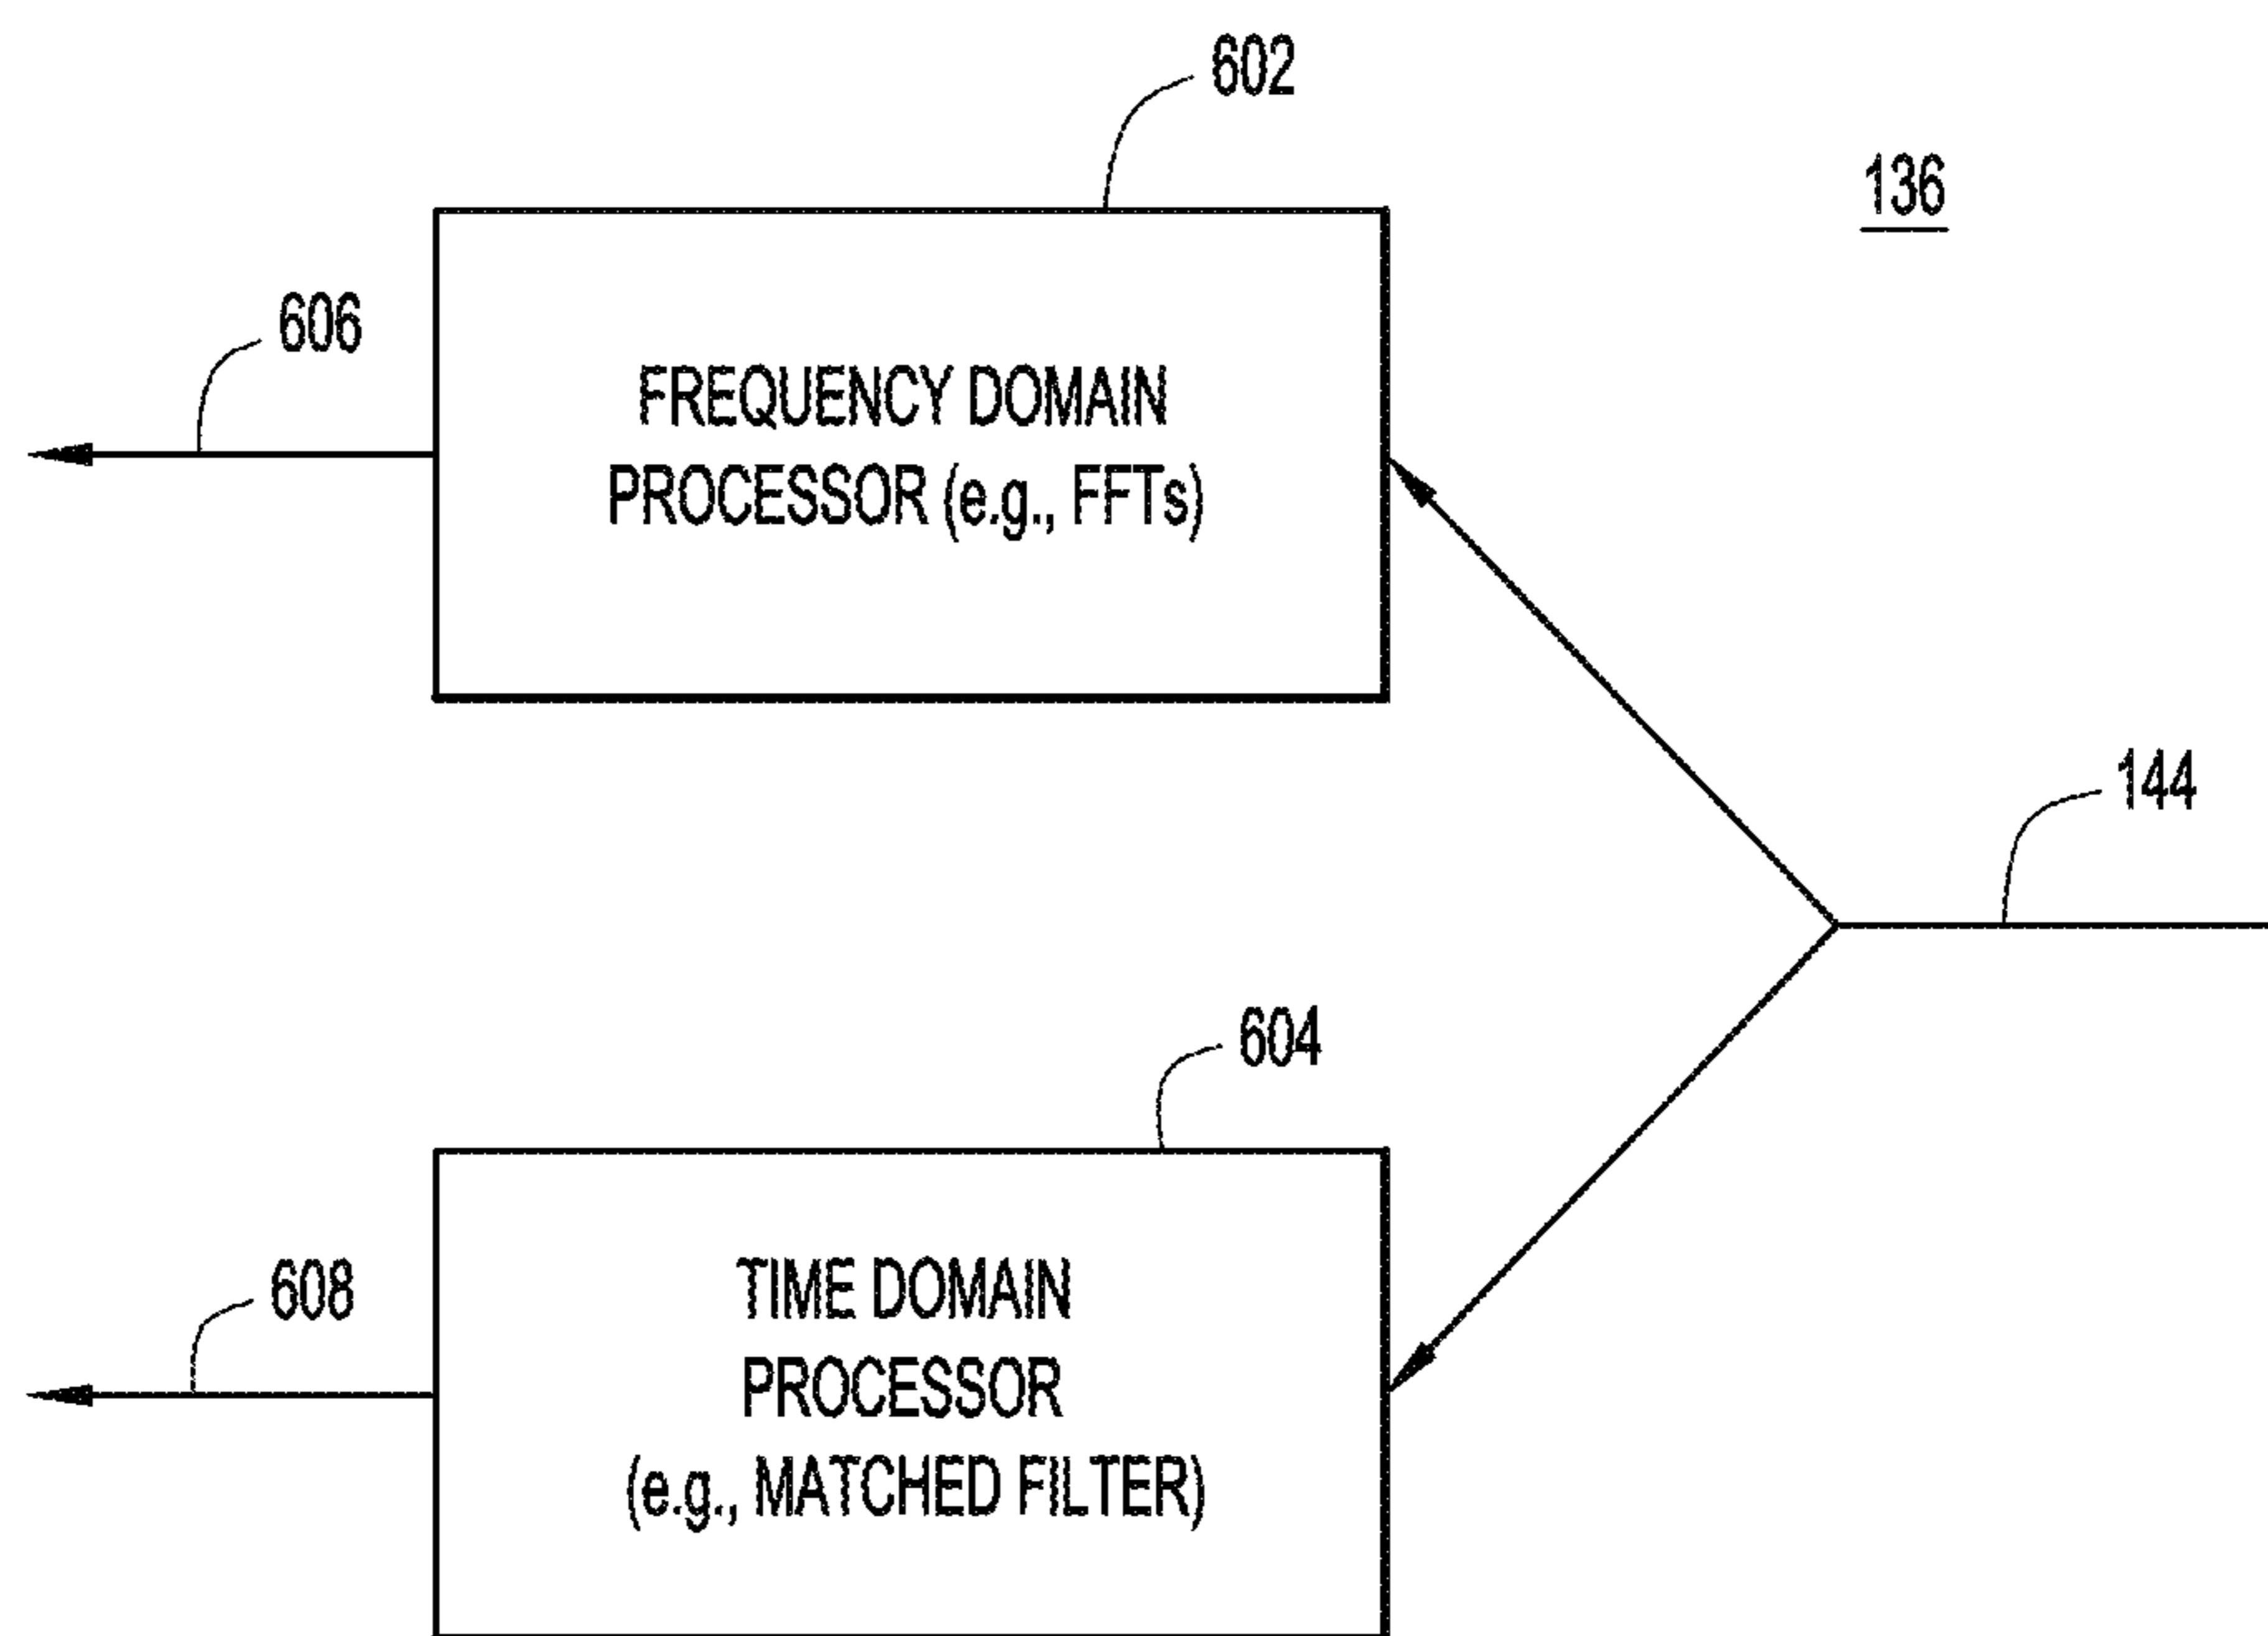 602
136
606
FREQUENCY DOMAIN
PROCESSOR (e.g., FFTs)
144
604
608
TIME DOMAIN
PROCESSOR
(e.g., MATCHED FILTER)